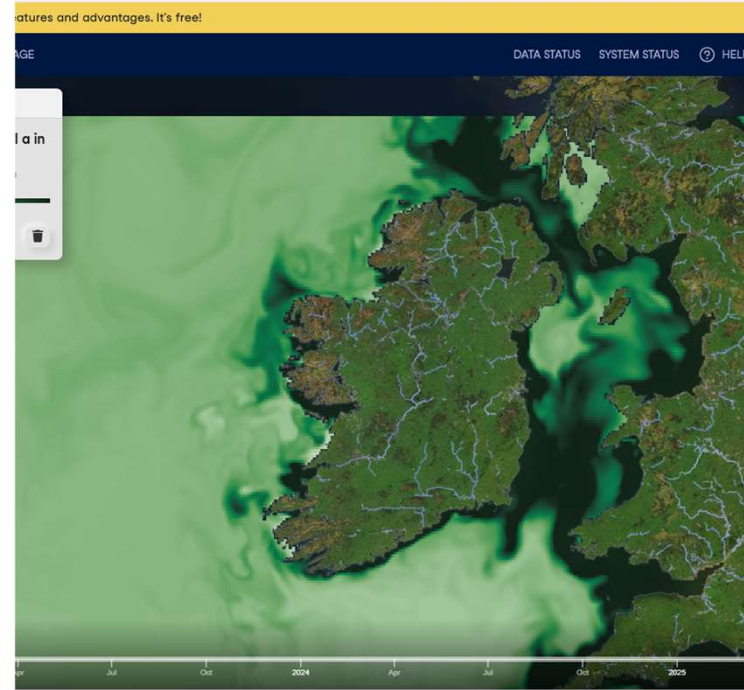 eatures and advantages. It's free!
AGE DATA STATUS SYSTEM STATUS HEL
l a in
pr Jul Oct 2024 Apr Jul Oct 2025